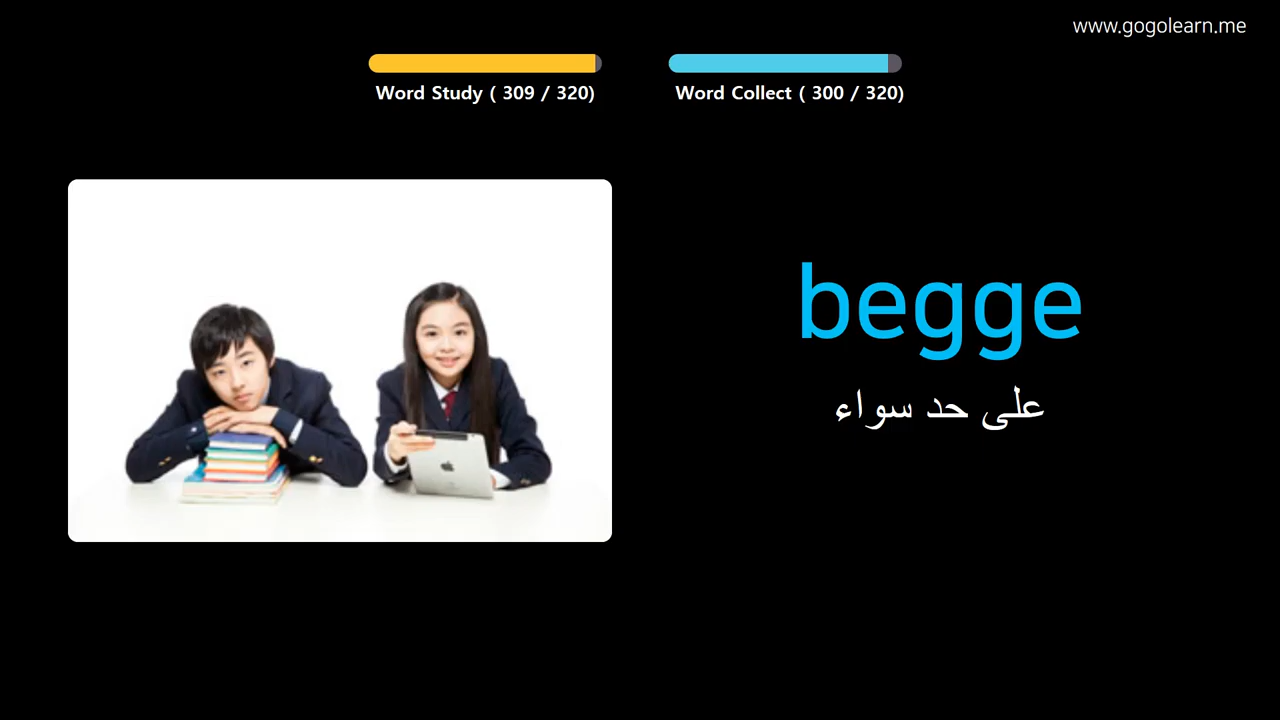 www.gogolearn.me
Word Study ( 309 / 320)
Word Collect ( 300 / 320)
begge
على حد سواء